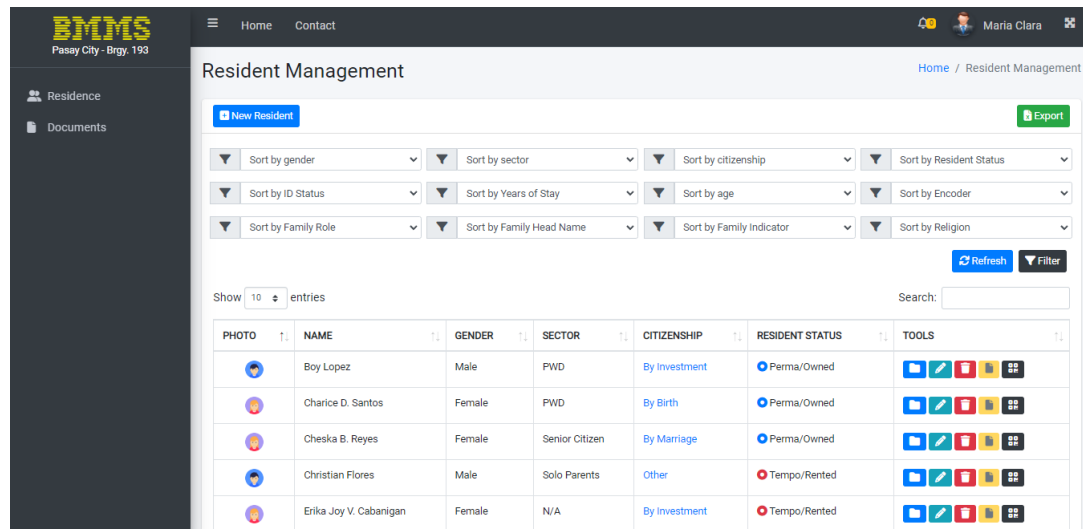 BMMS
Pasay City - Brgy. 193
Home Contact
0 Maria Clara
Residence
Documents
Resident Management
Home / Resident Management
New Resident
Export
Sort by gender Sort by sector Sort by citizenship Sort by Resident Status
Sort by ID Status Sort by Years of Stay Sort by age Sort by Encoder
Sort by Family Role Sort by Family Head Name Sort by Family Indicator Sort by Religion
Refresh Filter
Show 10 entries Search:
PHOTO NAME GENDER SECTOR CITIZENSHIP RESIDENT STATUS TOOLS
Boy Lopez Male PWD By Investment Perma/Owned
Charice D. Santos Female PWD By Birth Perma/Owned
Cheska B. Reyes Female Senior Citizen By Marriage Perma/Owned
Christian Flores Male Solo Parents Other Tempo/Rented
Erika Joy V. Cabanigan Female N/A By Investment Tempo/Rented